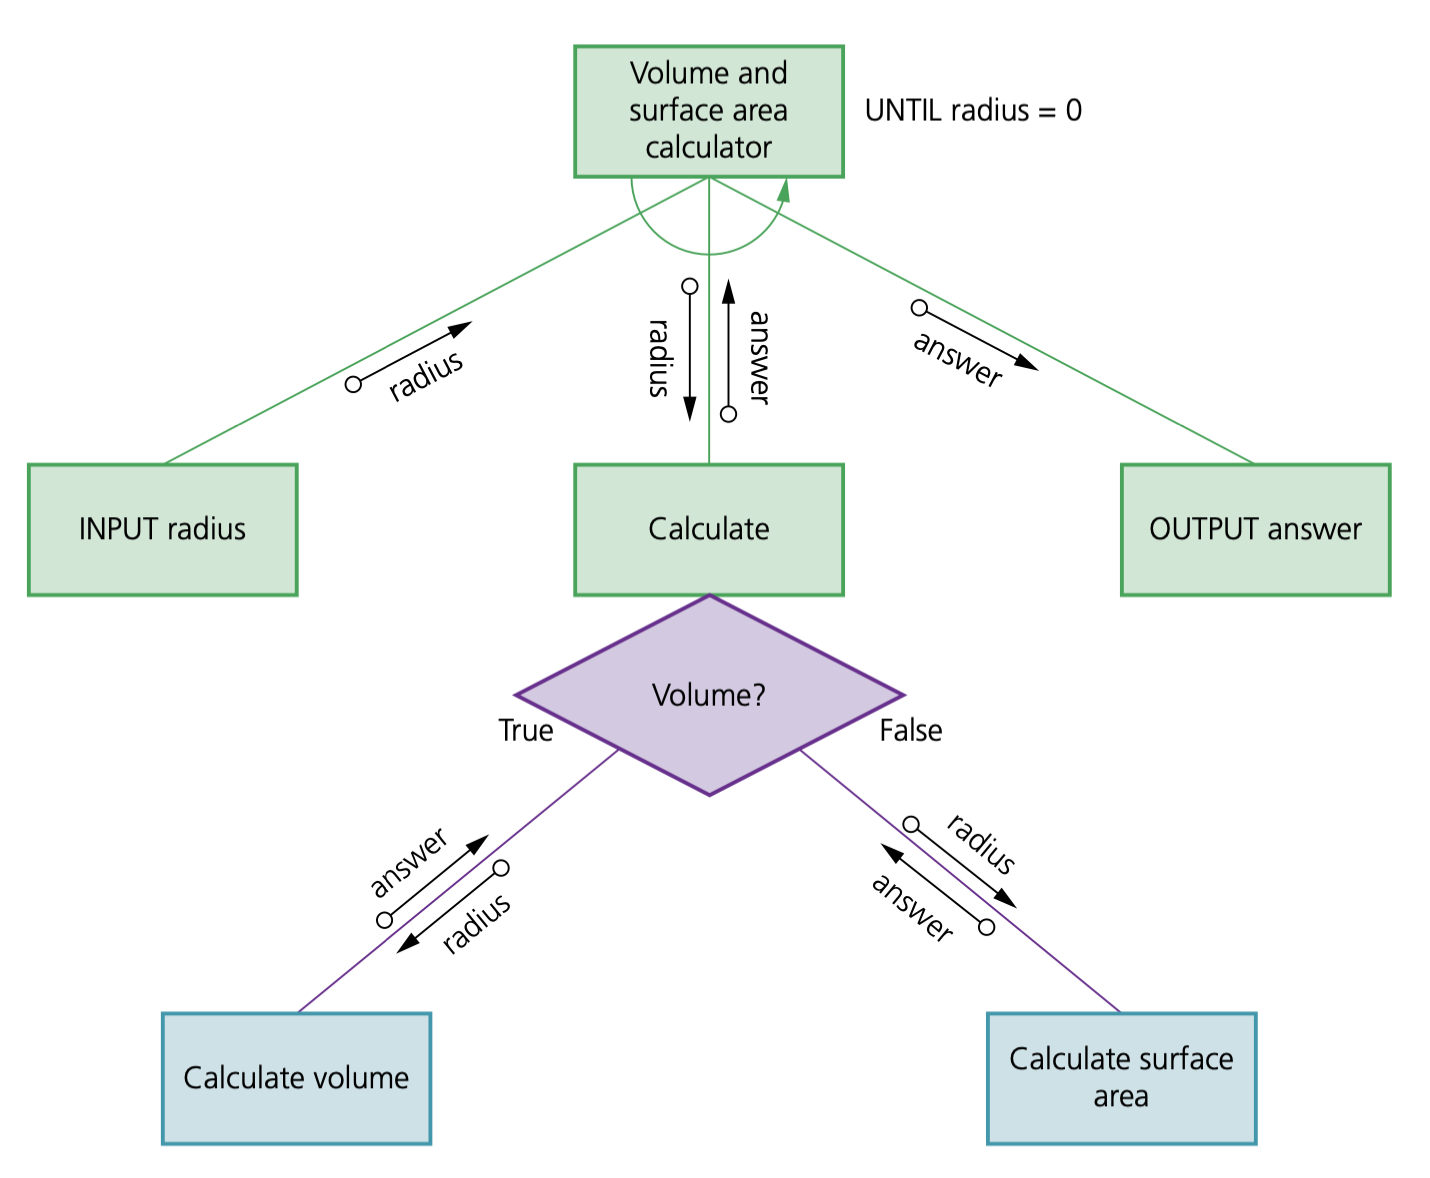 Volume and
surface area
calculator
UNTIL radius = 0
radius
radius
answer
answer
INPUT radius
Calculate
OUTPUT answer
Volume?
True
False
answer
radius
radius
answer
Calculate volume
Calculate surface
area